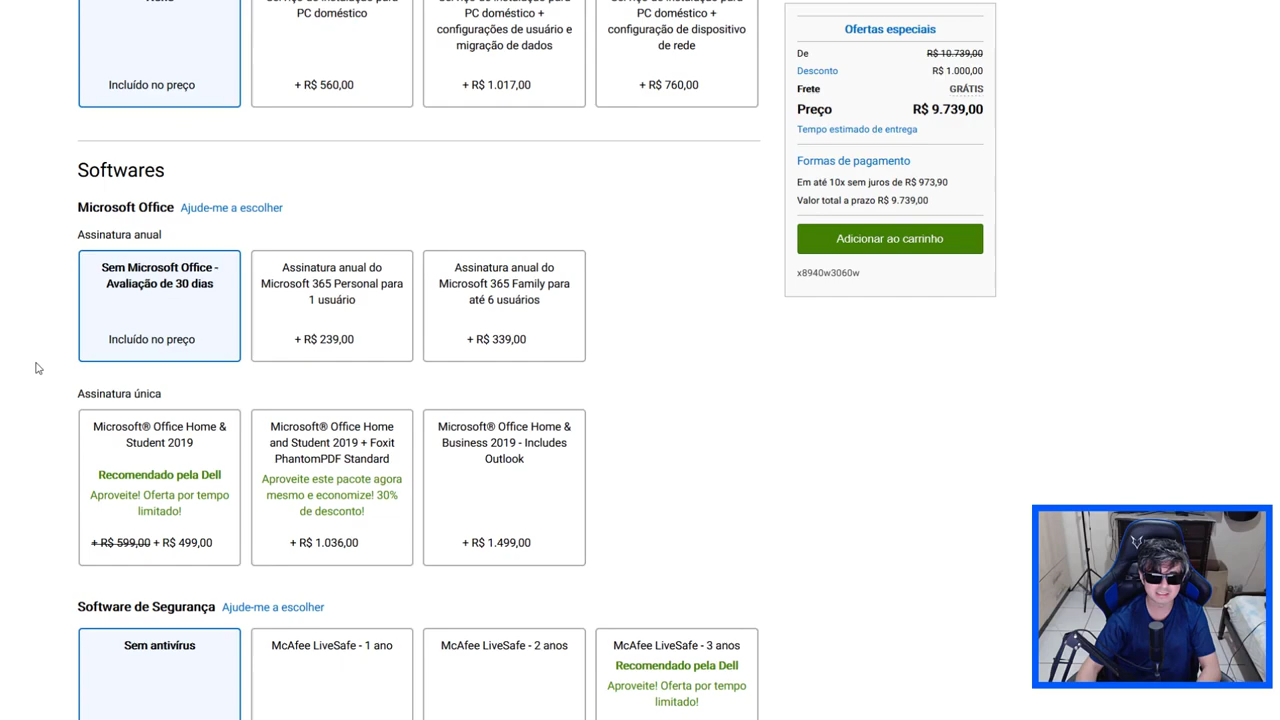 PC doméstico
Incluído no preço
+ R$ 560,00
PC doméstico +
configurações de usuário e
migração de dados
+ R$ 1.017,00
PC doméstico +
configuração de dispositivo
de rede
+ R$ 760,00
Ofertas especiais
De R$ 10.739,00
Desconto R$ 1.000,00
Frete GRÁTIS
Preço R$ 9.739,00
Tempo estimado de entrega
Formas de pagamento
Em até 10x sem juros de R$ 973,90
Valor total a prazo R$ 9.739,00
Adicionar ao carrinho
x8940w3060w
Softwares
Microsoft Office Ajude-me a escolher
Assinatura anual
Sem Microsoft Office -
Avaliação de 30 dias
Incluído no preço
Assinatura anual do
Microsoft 365 Personal para
1 usuário
+ R$ 239,00
Assinatura anual do
Microsoft 365 Family para
até 6 usuários
+ R$ 339,00
Assinatura única
Microsoft® Office Home &
Student 2019
Recomendado pela Dell
Aproveite! Oferta por tempo
limitado!
+ R$ 599,00 + R$ 499,00
Microsoft® Office Home
and Student 2019 + Foxit
PhantomPDF Standard
Aproveite este pacote agora
mesmo e economize! 30%
de desconto!
+ R$ 1.036,00
Microsoft® Office Home &
Business 2019 - Includes
Outlook
+ R$ 1.499,00
Software de Segurança Ajude-me a escolher
Sem antivírus
McAfee LiveSafe - 1 ano
McAfee LiveSafe - 2 anos
McAfee LiveSafe - 3 anos
Recomendado pela Dell
Aproveite! Oferta por tempo
limitado!